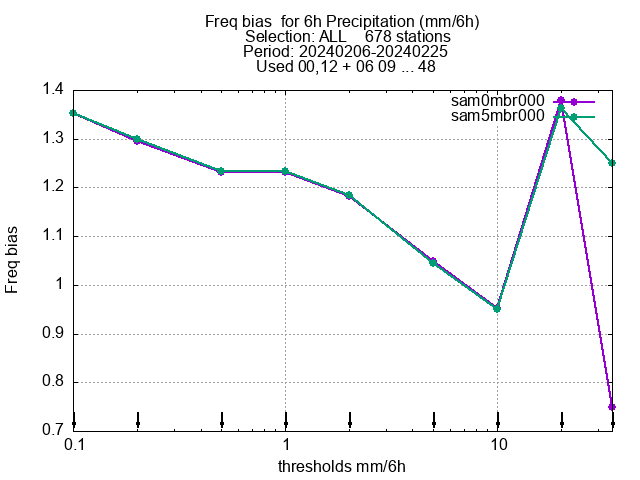 Freq bias  for 6h Precipitation (mm/6h)
Selection: ALL    678 stations
Period: 20240206-20240225
Used 00,12 + 06 09 ... 48
sam0mbr000
sam5mbr000
1.4
1.3
1.2
1.1
1
0.9
0.8
0.7
Freq bias
0.1 1 10
thresholds mm/6h